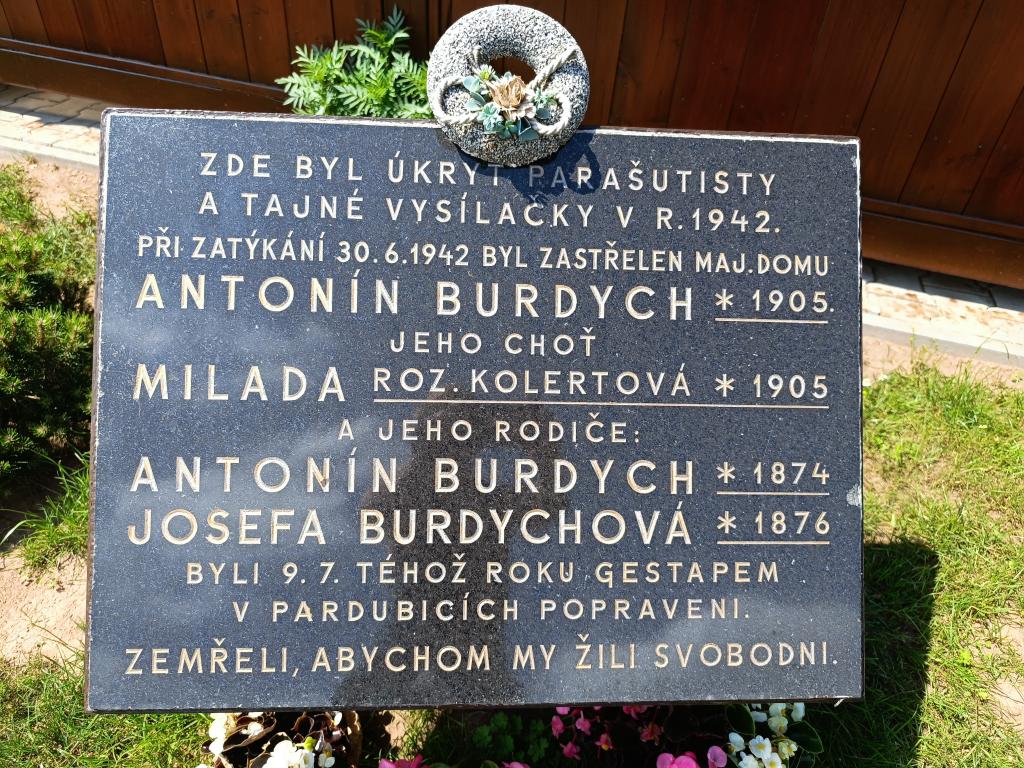 ZDE BYL ÚKRYT PARAŠUTISTY
A TAJNÉ VYSÍLAČKY V R. 1942.
PŘI ZATÝKÁNÍ 30.6.1942 BYL ZASTŘELEN MAJ. DOMU
ANTONÍN BURDYCH * 1905.
JEHO CHOŤ
MILADA ROZ. KOLERTOVÁ * 1905
A JEHO RODIČE:
ANTONÍN BURDYCH * 1874
JOSEFA BURDYCHOVÁ * 1876
BYLI 9.7. TÉHOŽ ROKU GESTAPEM
V PARDUBICÍCH POPRAVENI.
ZEMŘELI, ABYCHOM MY ŽILI SVOBODNI.